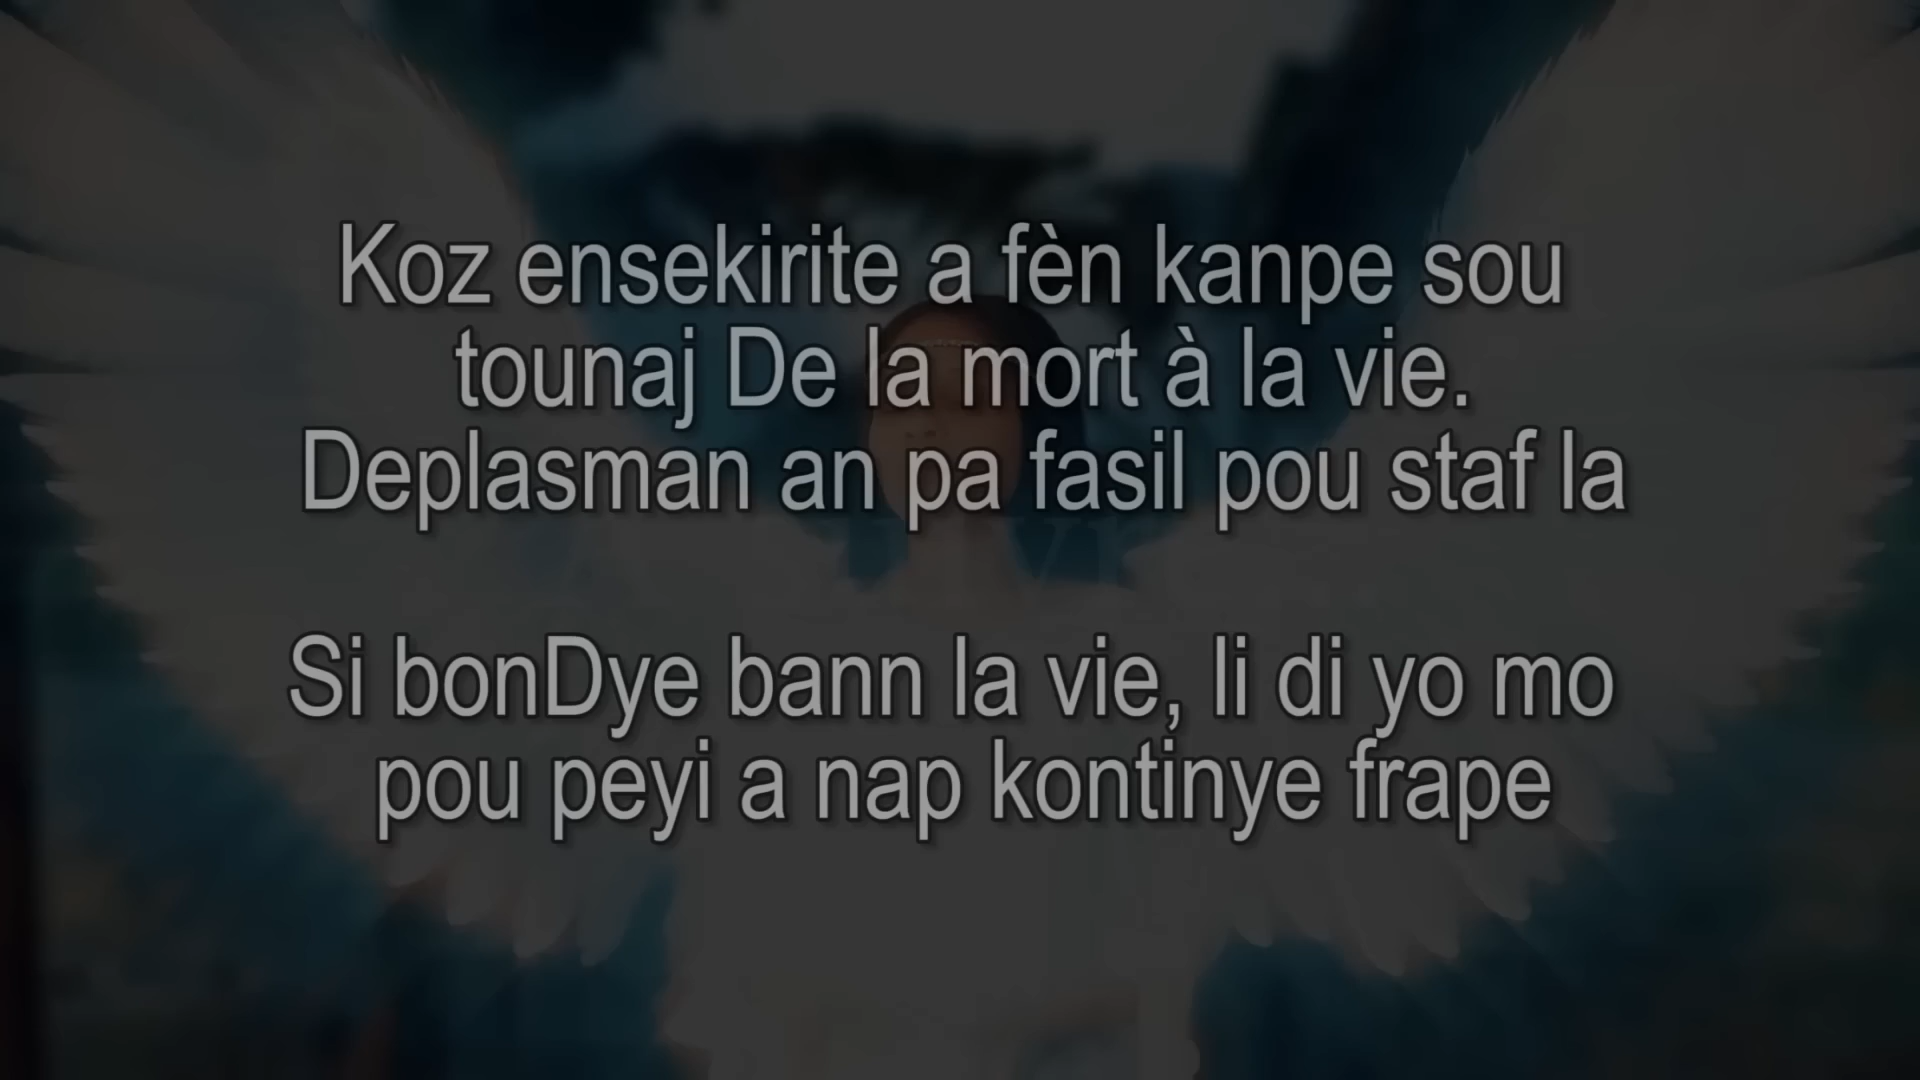 Koz ensekirite a fèn kanpe sou
tounaj De la mort à la vie.
Deplasman an pa fasil pou staf la
Si bonDye bann la vie, li di yo mo
pou peyi a nap kontinye frape